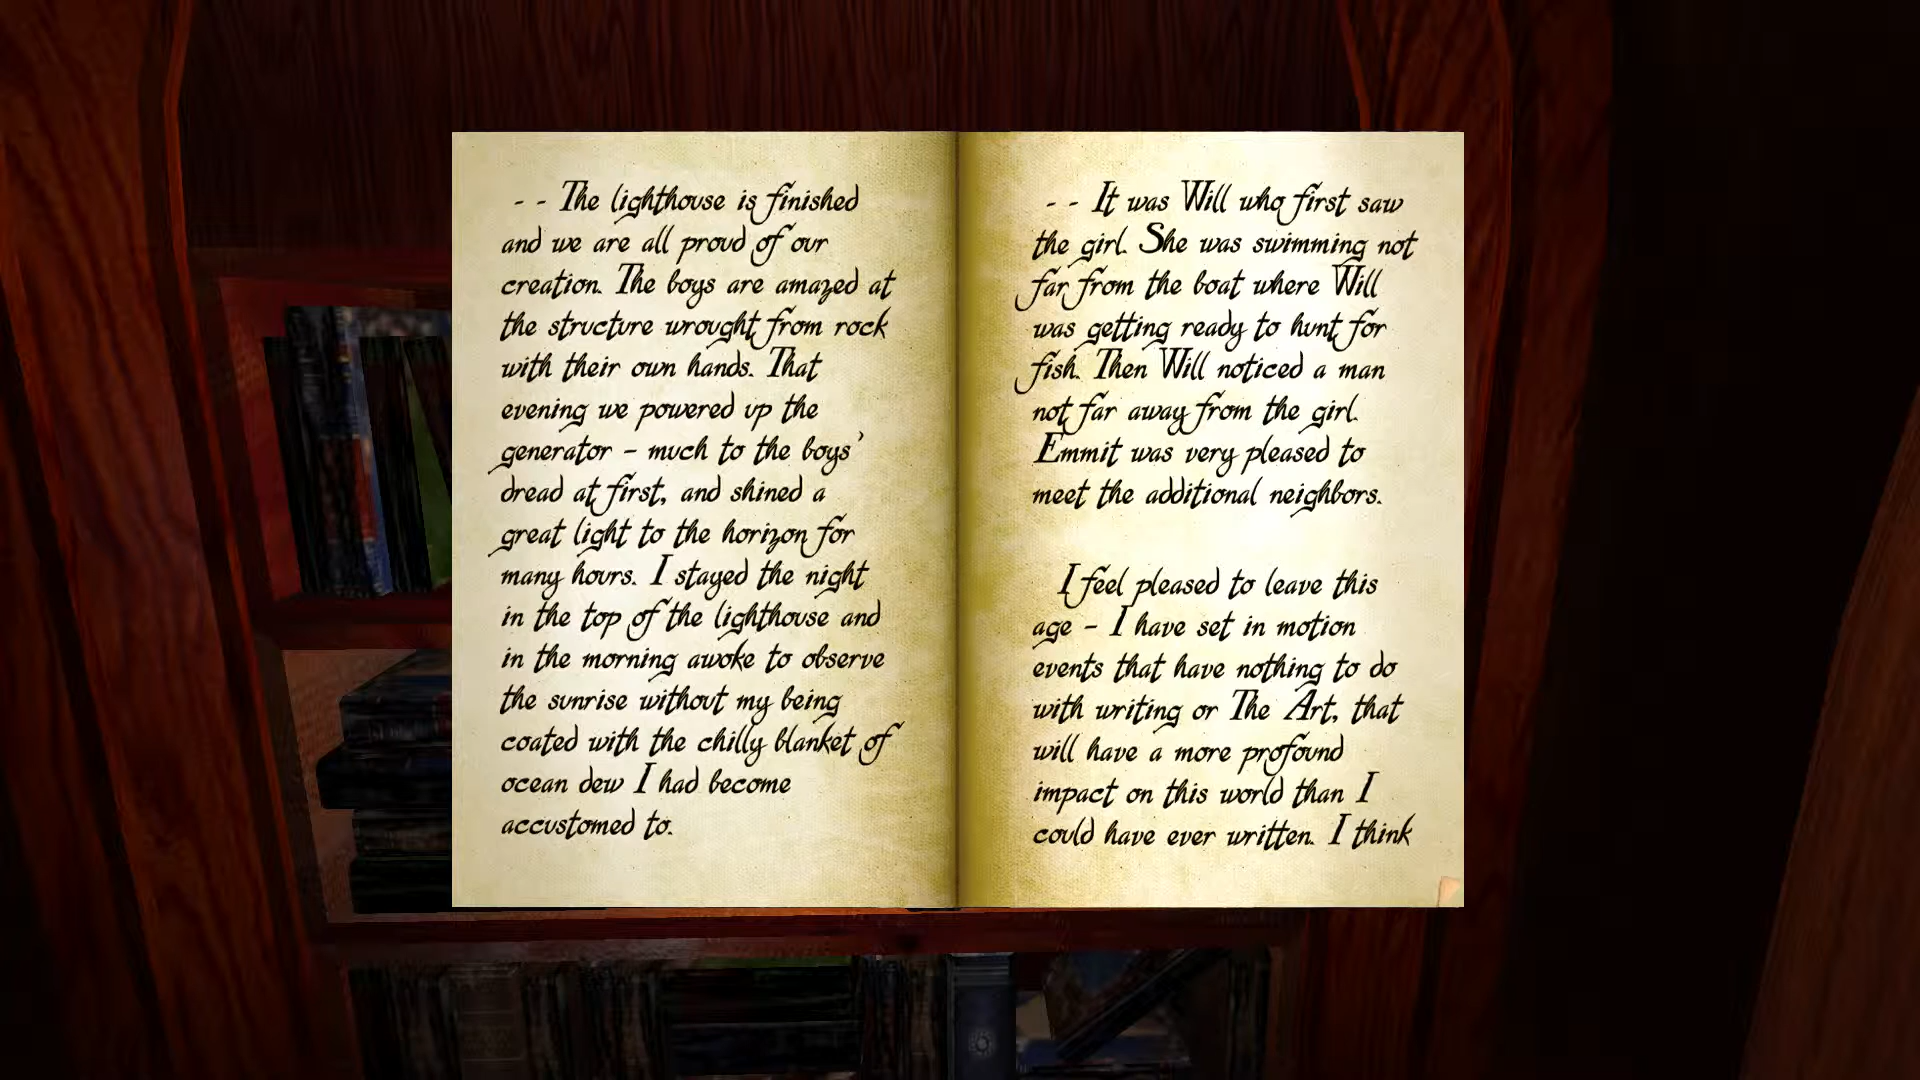 - - The lighthouse is finished
and we are all proud of our
creation. The boys are amazed at
the structure wrought from rock
with their own hands. That
evening we powered up the
generator - much to the boys'
dread at first, and shined a
great light to the horizon for
many hours. I stayed the night
in the top of the lighthouse and
in the morning awoke to observe
the sunrise without my being
coated with the chilly blanket of
ocean dew I had become
accustomed to.
- - It was Will who first saw
the girl. She was swimming not
far from the boat where Will
was getting ready to hunt for
fish. Then Will noticed a man
not far away from the girl.
Emmit was very pleased to
meet the additional neighbors.
I feel pleased to leave this
age - I have set in motion
events that have nothing to do
with writing or The Art, that
will have a more profound
impact on this world than I
could have ever written. I think